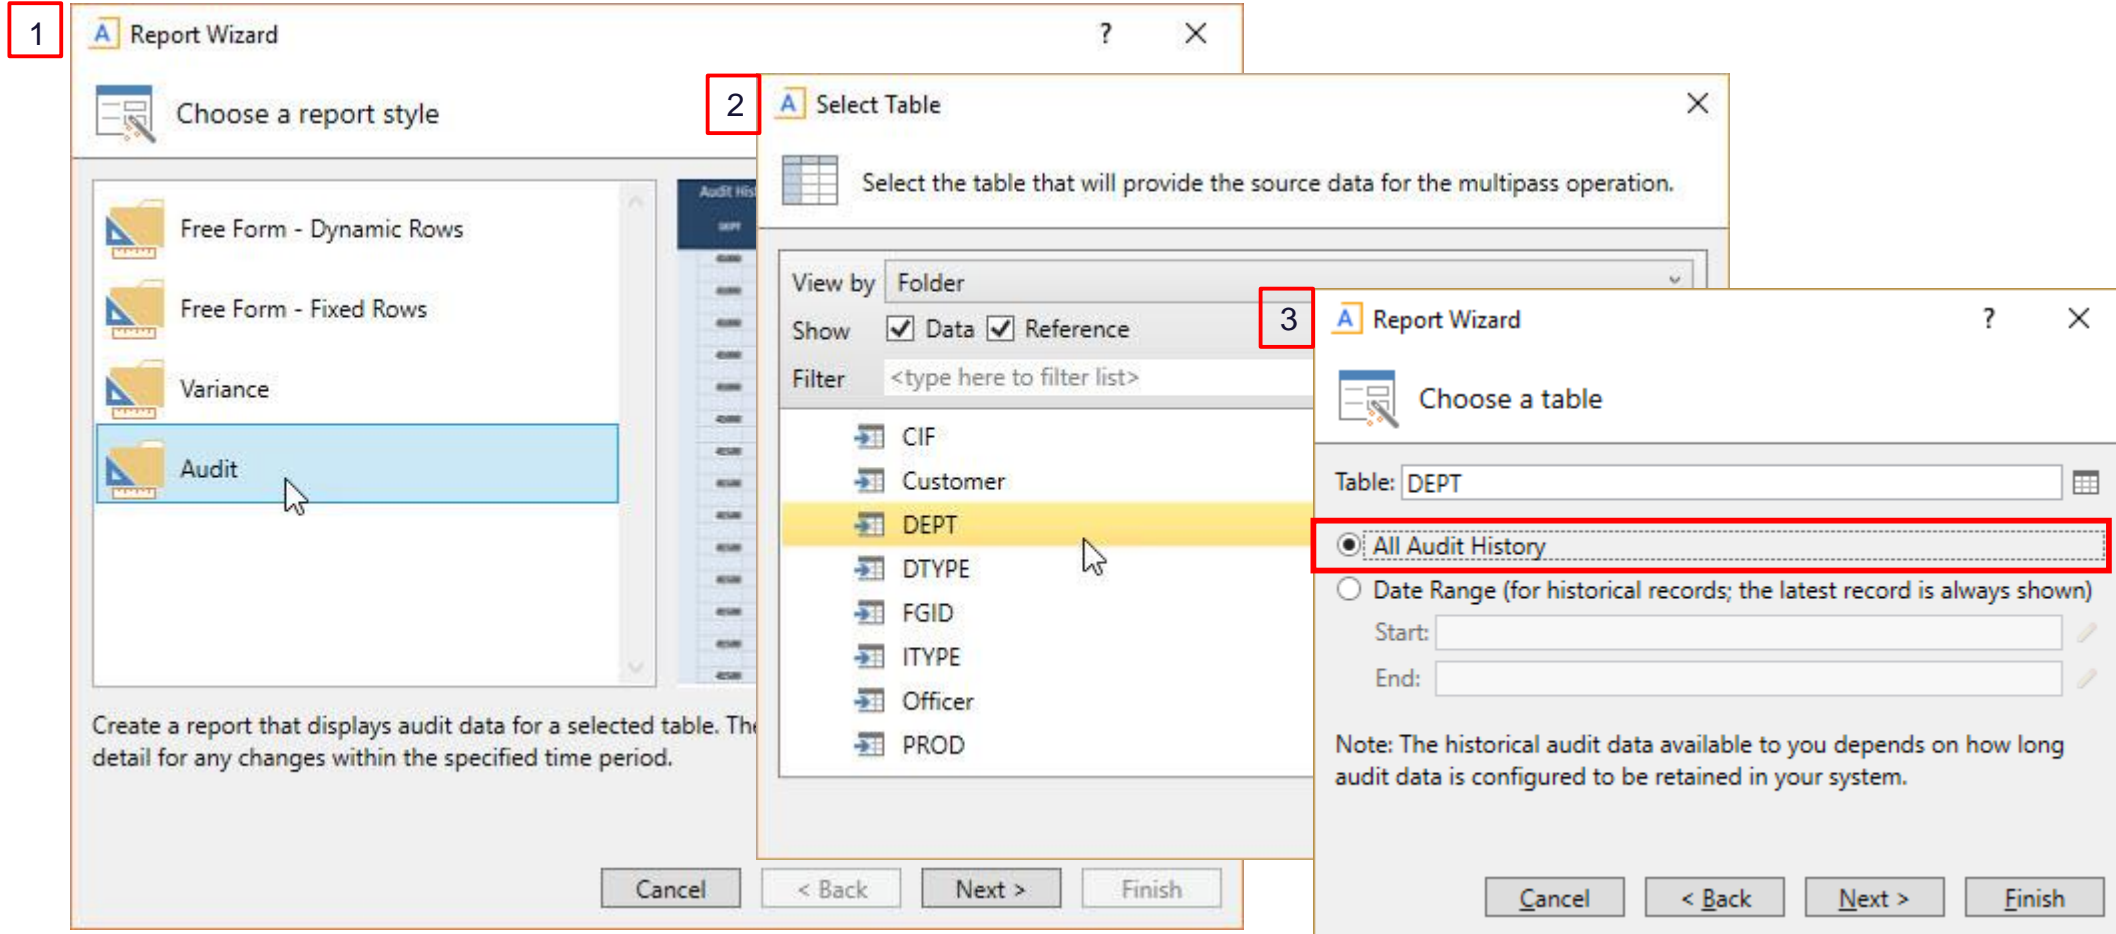 1
A Report Wizard ? X
Choose a report style
Free Form - Dynamic Rows
Free Form - Fixed Rows
Variance
Audit
Audit His
DEPT
Create a report that displays audit data for a selected table. The
detail for any changes within the specified time period.
Cancel < Back Next > Finish
2
A Select Table
Select the table that will provide the source data for the multipass operation.
View by Folder
Show Data Reference
Filter <type here to filter list>
CIF
Customer
DEPT
DTYPE
FGID
ITYPE
Officer
PROD
3
A Report Wizard ?
Choose a table
Table: DEPT
All Audit History
Date Range (for historical records; the latest record is always shown)
Start:
End:
Note: The historical audit data available to you depends on how long
audit data is configured to be retained in your system.
Cancel < Back Next > Finish